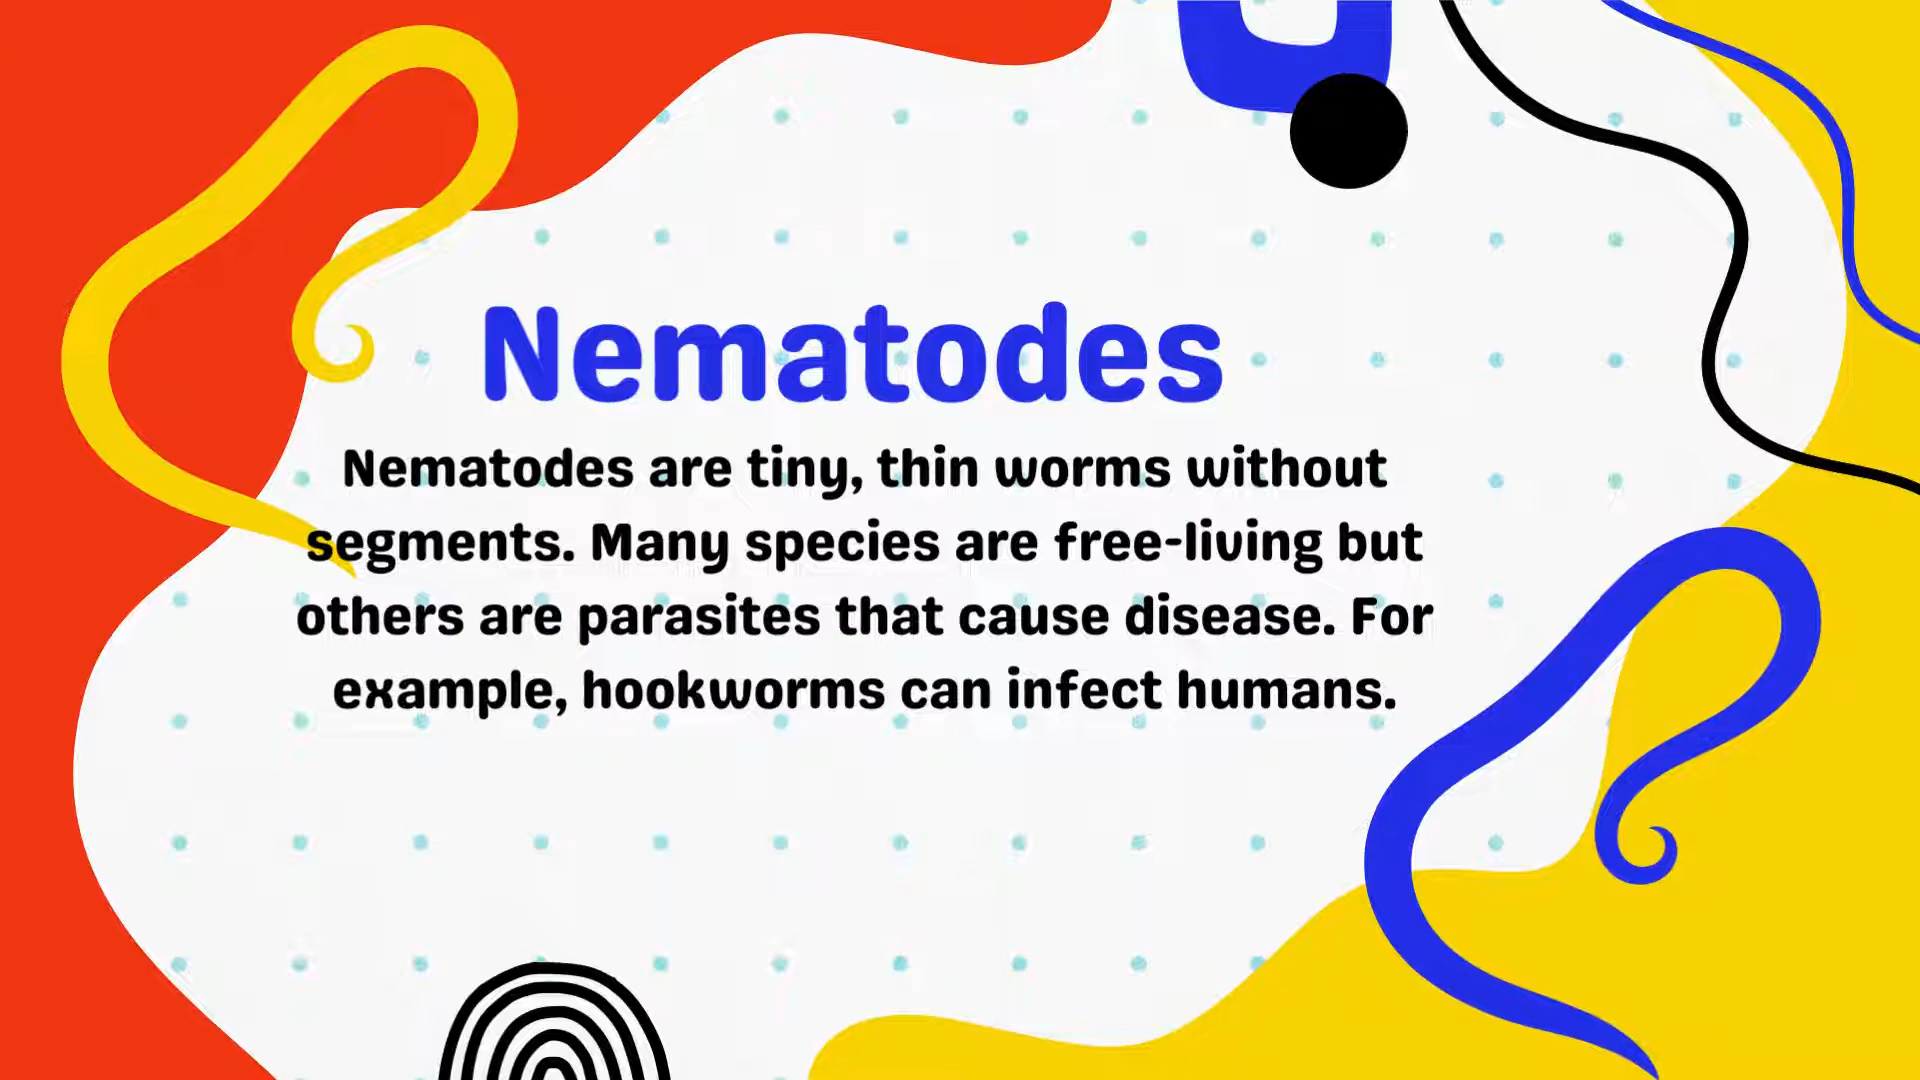 Nematodes
Nematodes are tiny, thin worms without
segments. Many species are free-living but
others are parasites that cause disease. For
example, hookworms can infect humans.